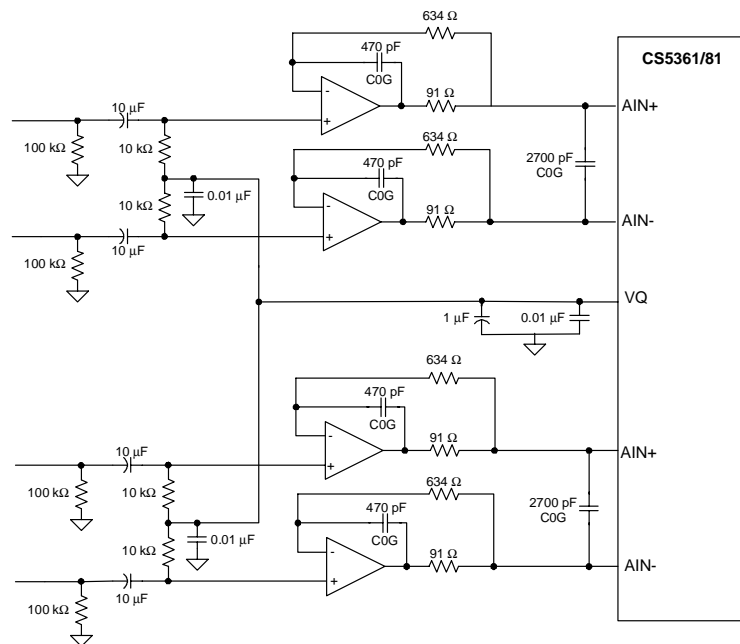 634 Ω
470 pF
C0G
91 Ω
CS5361/81
AIN+
10 µF
100 kΩ
10 kΩ
634 Ω
470 pF
C0G
91 Ω
2700 pF
C0G
0.01 µF
10 kΩ
AIN-
100 kΩ
10
µF
VQ
1 µF
0.01 µF
634 Ω
470 pF
C0G
91 Ω
AIN+
10 µF
100 kΩ
10 kΩ
634 Ω
470 pF
C0G
91 Ω
2700 pF
C0G
0.01 µF
10 kΩ
AIN-
100 kΩ
10 µF